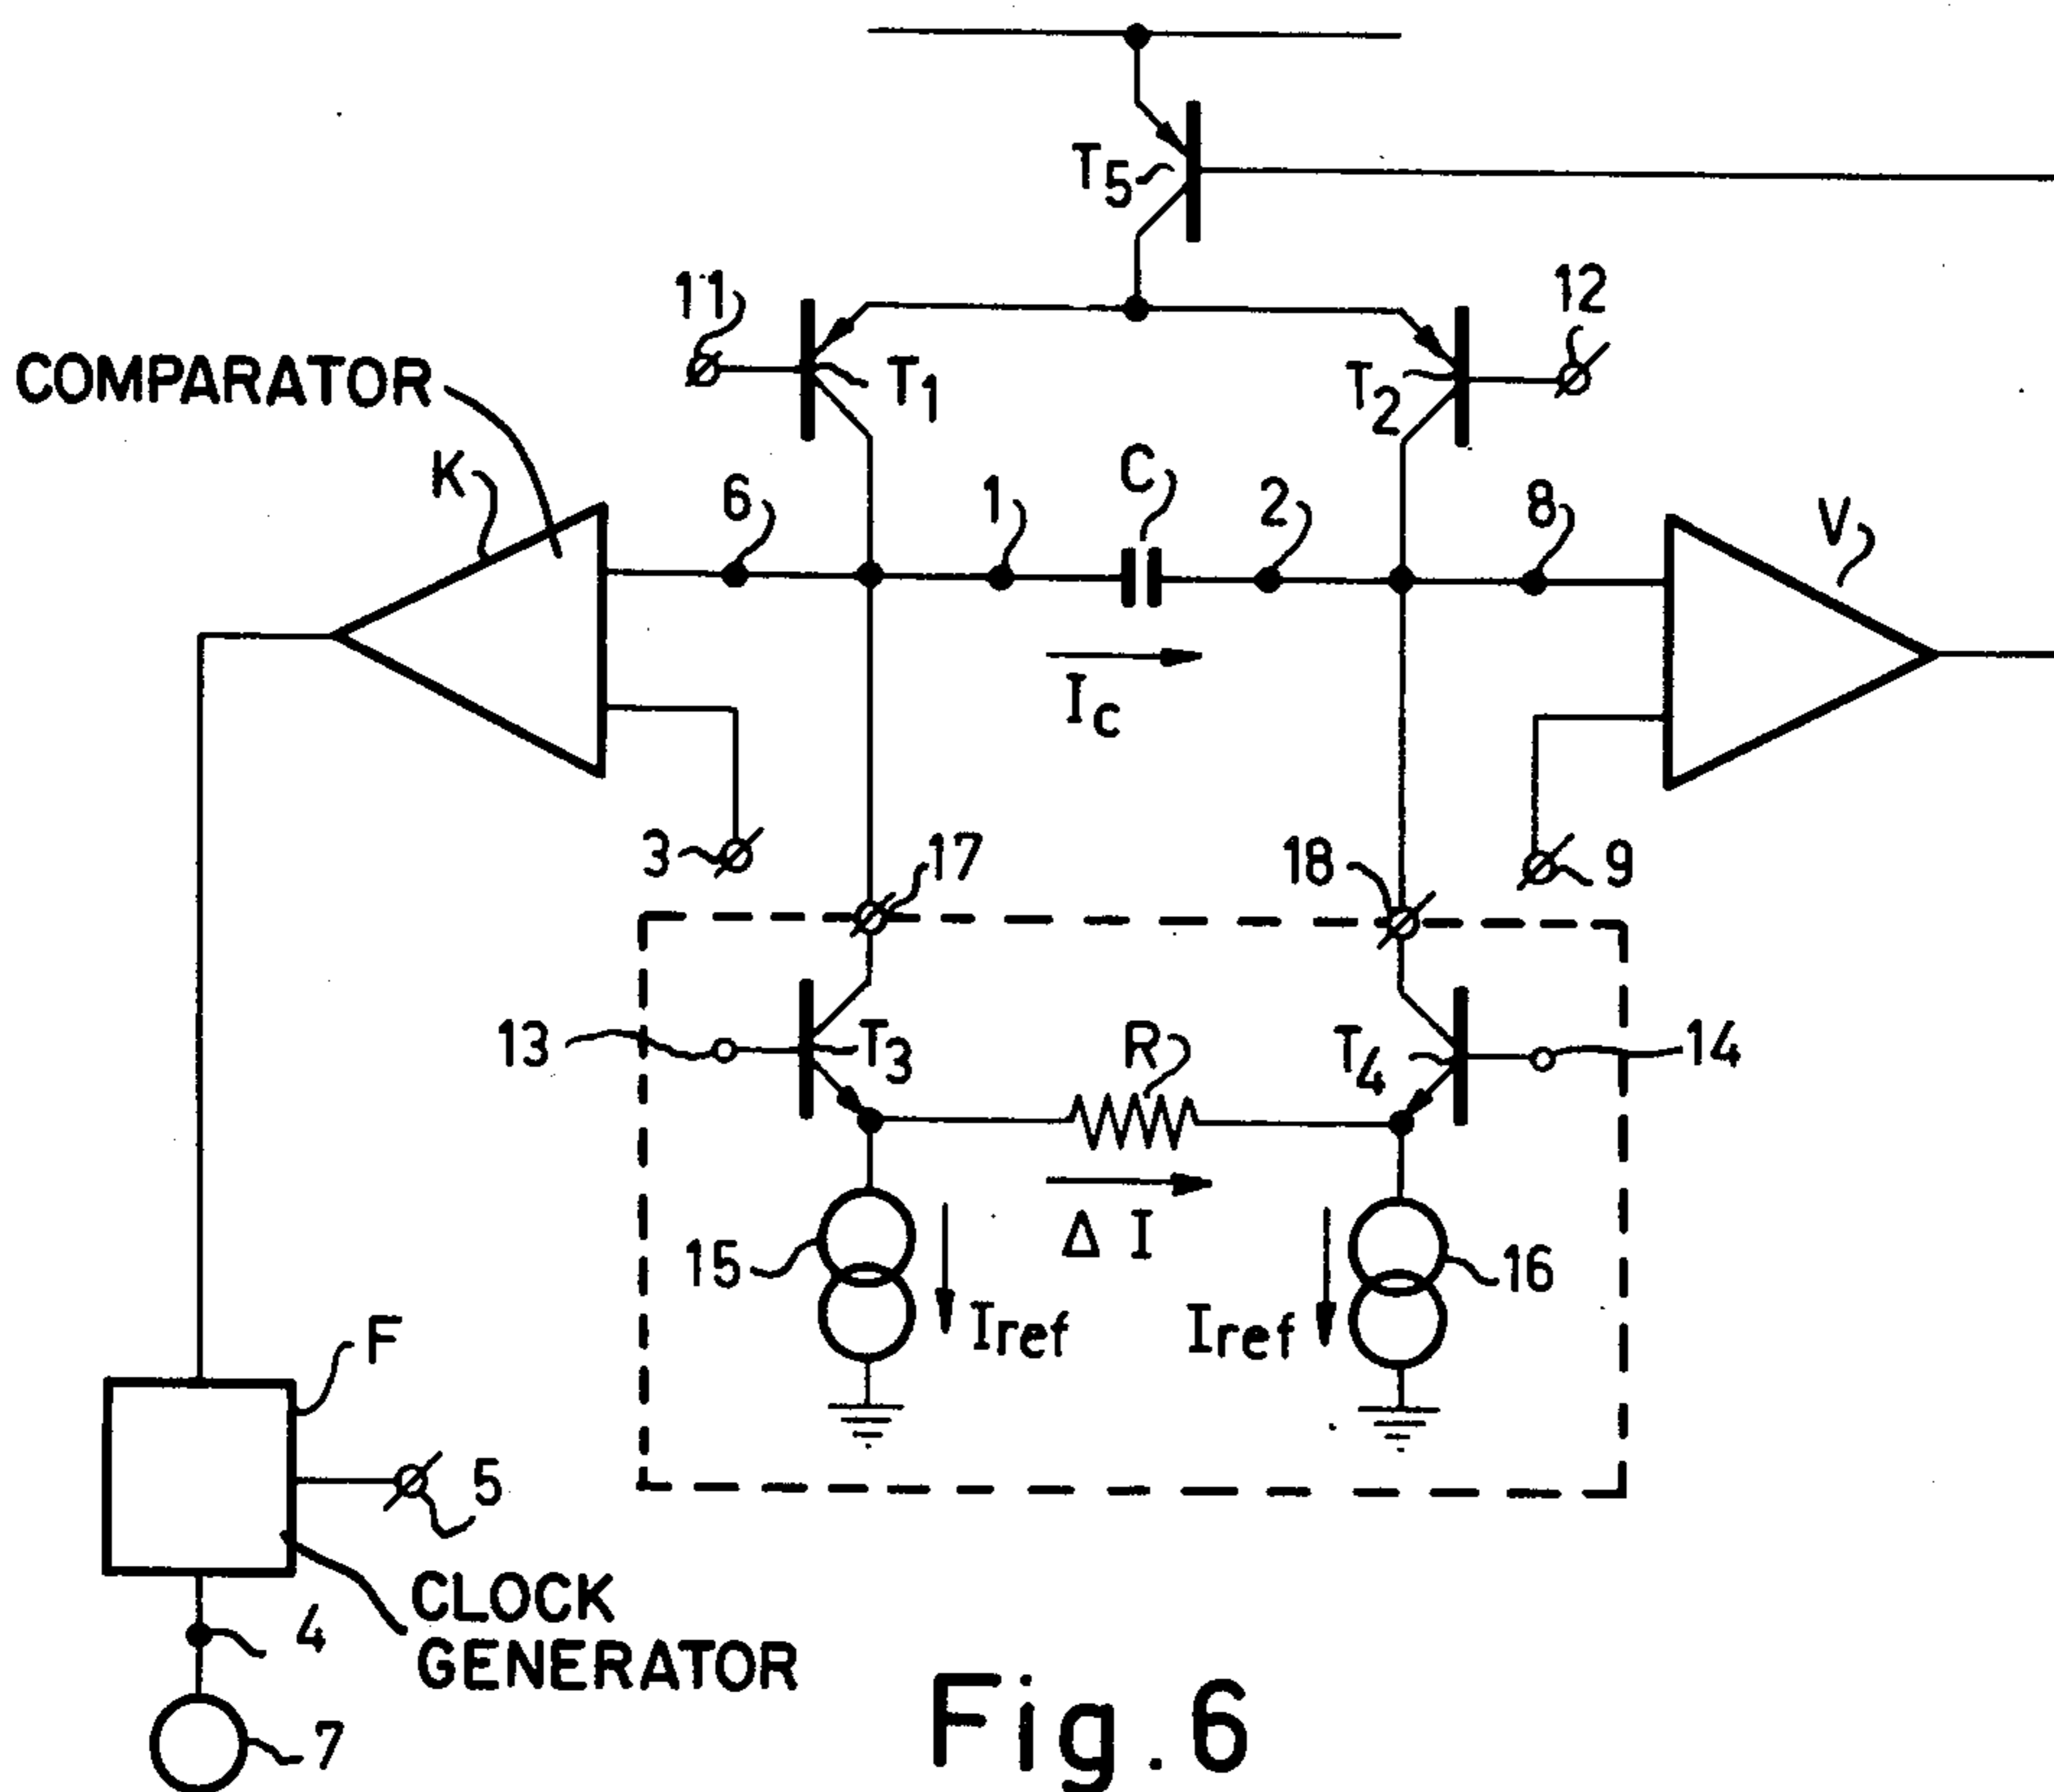 T5
11
12
COMPARATOR
T1
T2
K
6
1
C
2
8
V
Ic
3
17
18
9
13
T3
R
T4
14
ΔI
15
Iref
Iref
16
F
5
CLOCK
GENERATOR
4
7
Fig. 6